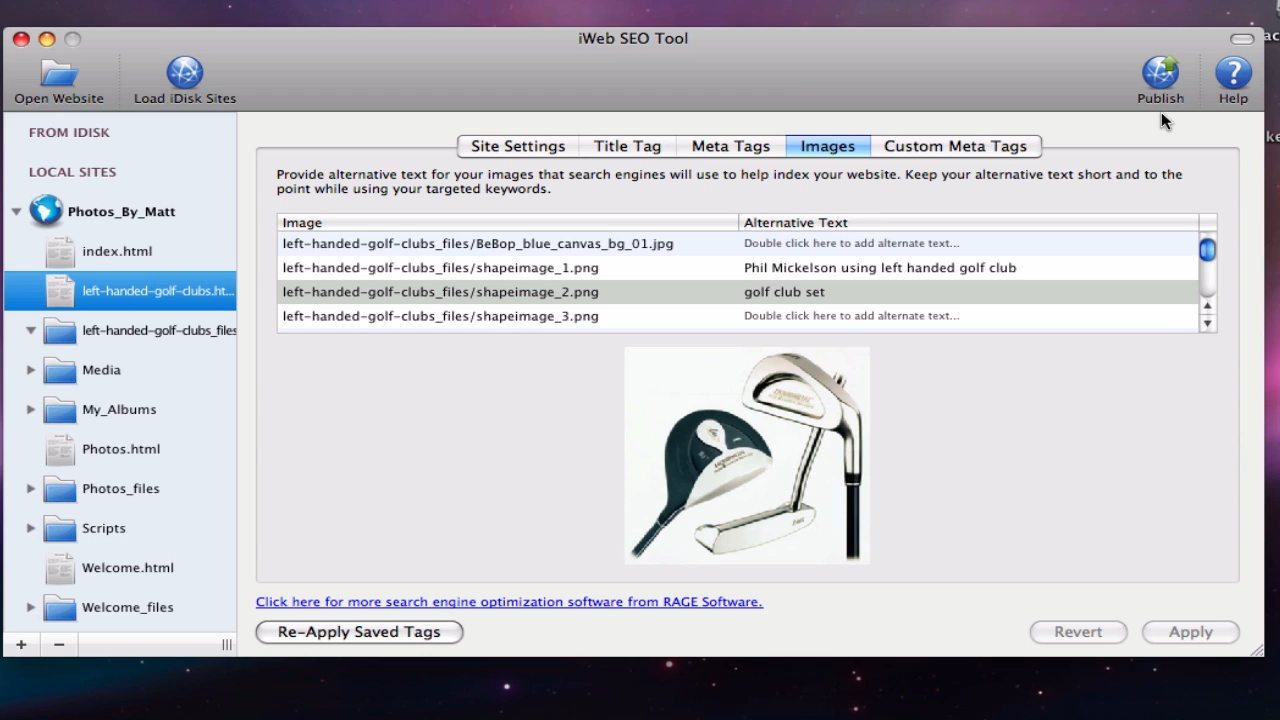 iWeb SEO Tool
Open Website
Load iDisk Sites
Publish
Help
FROM IDISK
LOCAL SITES
Photos_By_Matt
index.html
left-handed-golf-clubs.ht...
left-handed-golf-clubs_files
Media
My_Albums
Photos.html
Photos_files
Scripts
Welcome.html
Welcome_files
Site Settings
Title Tag
Meta Tags
Images
Custom Meta Tags
Provide alternative text for your images that search engines will use to help index your website. Keep your alternative text short and to the
point while using your targeted keywords.
Image Alternative Text
left-handed-golf-clubs_files/BeBop_blue_canvas_bg_01.jpg Double click here to add alternate text...
left-handed-golf-clubs_files/shapeimage_1.png Phil Mickelson using left handed golf club
left-handed-golf-clubs_files/shapeimage_2.png golf club set
left-handed-golf-clubs_files/shapeimage_3.png Double click here to add alternate text...
Click here for more search engine optimization software from RAGE Software.
Re-Apply Saved Tags
Revert
Apply